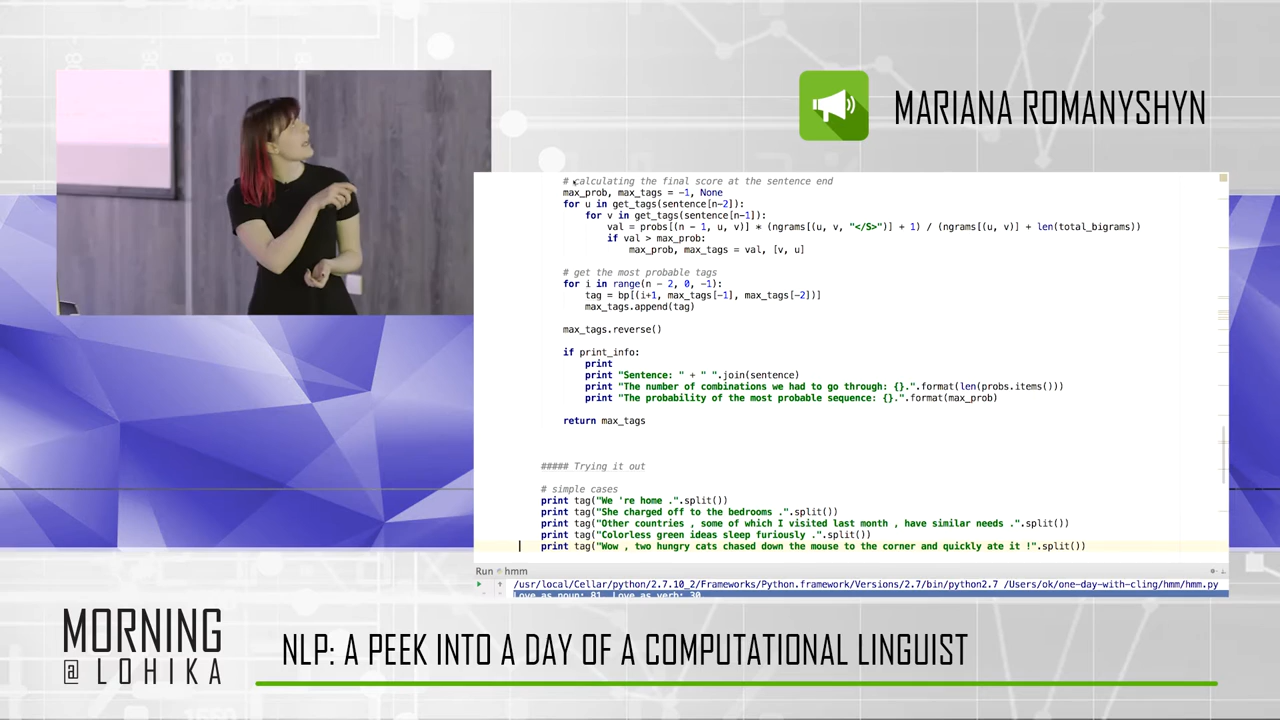 MARIANA ROMANYSHYN
# calculating the final score at the sentence end
max_prob, max_tags = -1, None
for u in get_tags(sentence[n-2]):
for v in get_tags(sentence[n-1]):
val = probs[(n - 1, u, v)] * (ngrams[(u, v, "</S>")] + 1) / (ngrams[(u, v)] + len(total_bigrams))
if val > max_prob:
max_prob, max_tags = val, [v, u]
# get the most probable tags
for i in range(n - 2, 0, -1):
tag = bp[(i+1, max_tags[-1], max_tags[-2])]
max_tags.append(tag)
max_tags.reverse()
if print_info:
print
print "Sentence: " + " ".join(sentence)
print "The number of combinations we had to go through: {}.".format(len(probs.items()))
print "The probability of the most probable sequence: {}.".format(max_prob)
return max_tags
##### Trying it out
# simple cases
print tag("We 're home .".split())
print tag("She charged off to the bedrooms .".split())
print tag("Other countries , some of which I visited last month , have similar needs .".split())
print tag("Colorless green ideas sleep furiously .".split())
print tag("Wow , two hungry cats chased down the mouse to the corner and quickly ate it !".split())
Run hmm
/usr/local/Cellar/python/2.7.10_2/Frameworks/Python.framework/Versions/2.7/bin/python2.7 /Users/ok/one-day-with-cling/hmm/hmm.py
Love as noun: 81. Love as verb: 30
MORNING
@ LOHIKA
NLP: A PEEK INTO A DAY OF A COMPUTATIONAL LINGUIST